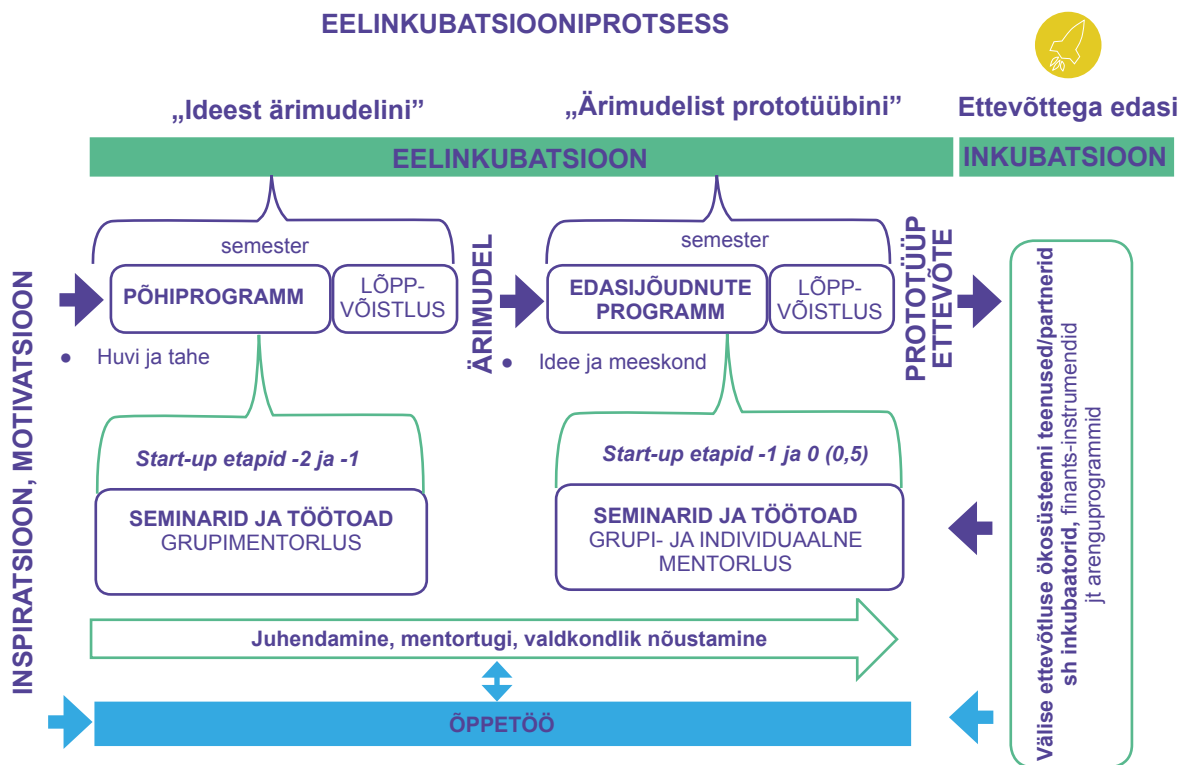 EELINKUBATSIOONIPROTSESS
„Ideest ärimudelini”
„Ärimudelist prototüübini”
Ettevõttega edasi
EELINKUBATSIOON
INKUBATSIOON
INSPIRATSIOON, MOTIVATSIOON
semester
PÕHIPROGRAMM
LÕPP-
VÕISTLUS
• Huvi ja tahe
ÄRIMUDEL
semester
EDASIJÕUDNUTE
PROGRAMM
LÕPP-
VÕISTLUS
• Idee ja meeskond
PROTOTÜÜP
ETTEVÕTE
Start-up etapid -2 ja -1
SEMINARID JA TÖÖTOAD
GRUPIMENTORLUS
Start-up etapid -1 ja 0 (0,5)
SEMINARID JA TÖÖTOAD
GRUPI- JA INDIVIDUAALNE
MENTORLUS
Välise ettevõtluse ökosüsteemi teenused/partnerid
sh inkubaatorid, finants-instrumendid
jt arenguprogrammid
Juhendamine, mentortugi, valdkondlik nõustamine
ÕPPETÖÖ